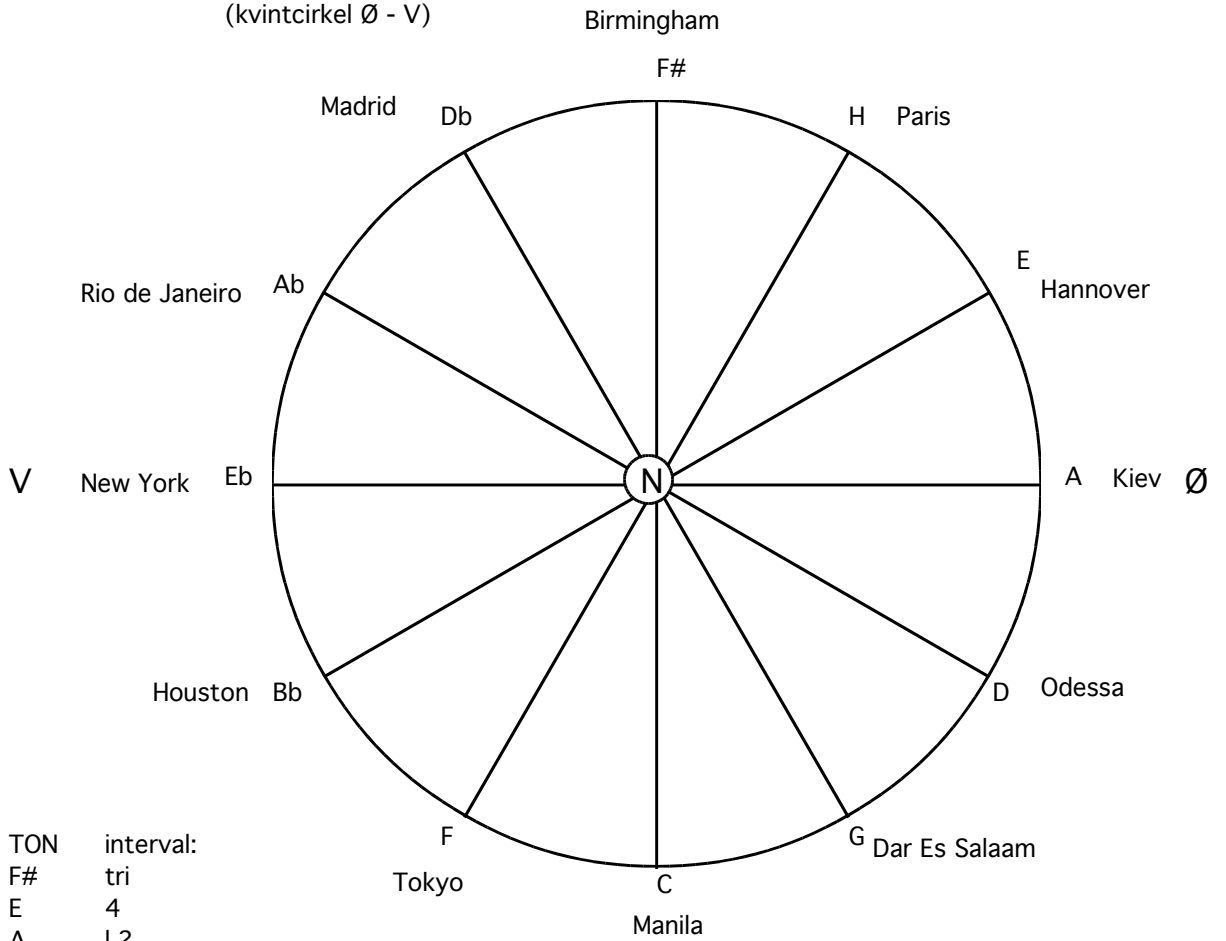 (kvintcirkel Ø - V)
Birmingham
F#
Madrid Db
H Paris
E
Hannover
Rio de Janeiro Ab
V New York Eb
N
A Kiev Ø
Houston Bb
D Odessa
F
Tokyo
G Dar Es Salaam
C
Manila
TON interval:
F# tri
E 4
A